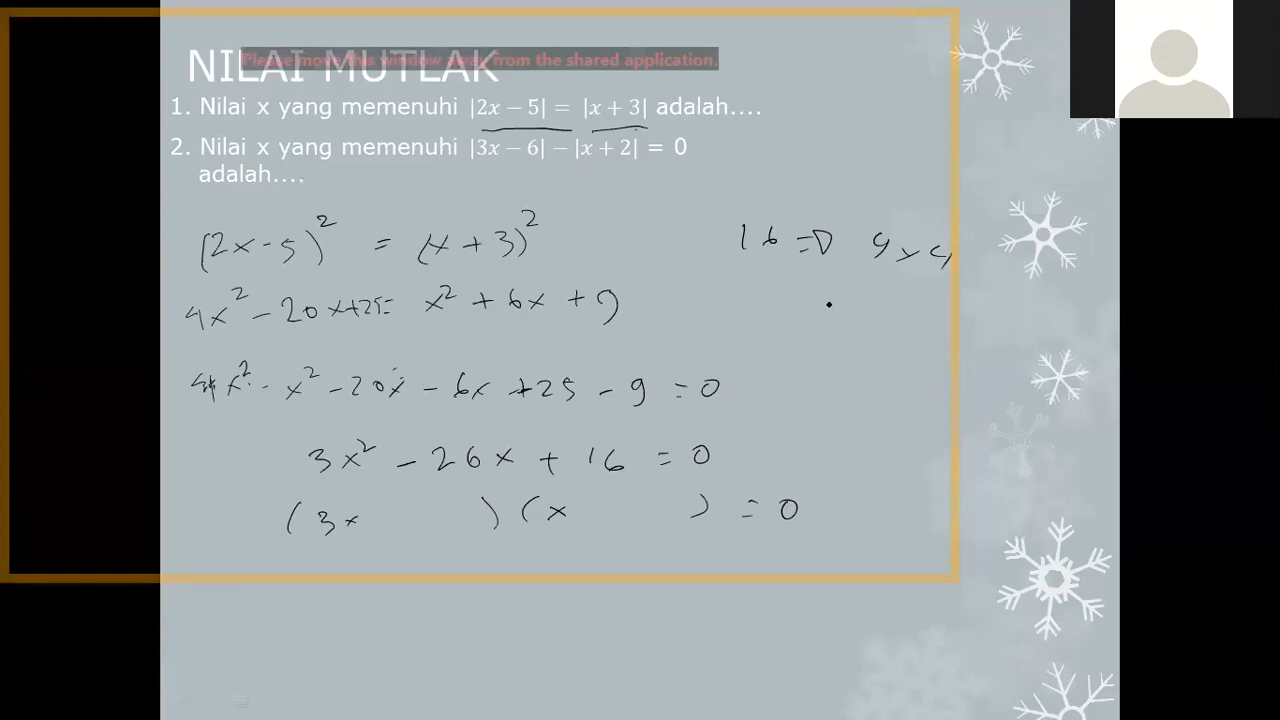 NILAI MUTLAK
Please move this window away from the shared application.
1. Nilai x yang memenuhi |2x − 5| = |x + 3| adalah....
2. Nilai x yang memenuhi |3x − 6| − |x + 2| = 0
adalah....
(2x - 5)² = (x + 3)²
16 => 4 x 4
4x² - 20x + 25 = x² + 6x + 9
4x² - x² - 20x - 6x + 25 - 9 = 0
3x² - 26x + 16 = 0
(3x ) (x ) = 0